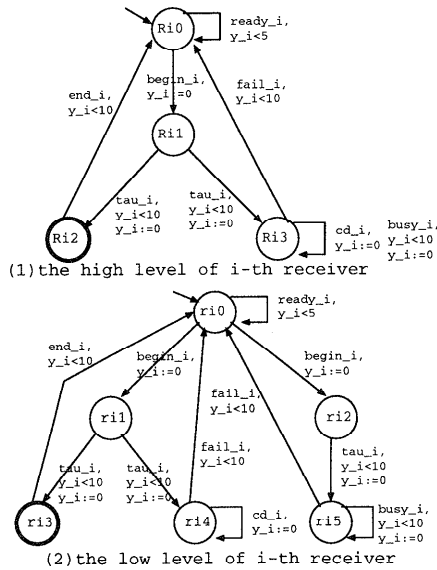 Ri0
ready_i,
y_i<5
begin_i,
y_i:=0
end_i,
y_i<10
fail_i,
y_i<10
Ri1
tau_i,
y_i<10
y_i:=0
tau_i,
y_i<10
y_i:=0
Ri2
Ri3
cd_i,
y_i:=0
busy_i,
y_i<10
y_i:=0
(1)the high level of i-th receiver
ri0
ready_i,
y_i<5
end_i,
y_i<10
begin_i,
y_i:=0
begin_i,
y_i:=0
fail_i,
y_i<10
ri1
ri2
fail_i,
y_i<10
tau_i,
y_i<10
y_i:=0
tau_i,
y_i<10
y_i:=0
tau_i,
y_i<10
y_i:=0
ri3
ri4
cd_i,
y_i:=0
ri5
busy_i,
y_i<10
y_i:=0
(2)the low level of i-th receiver